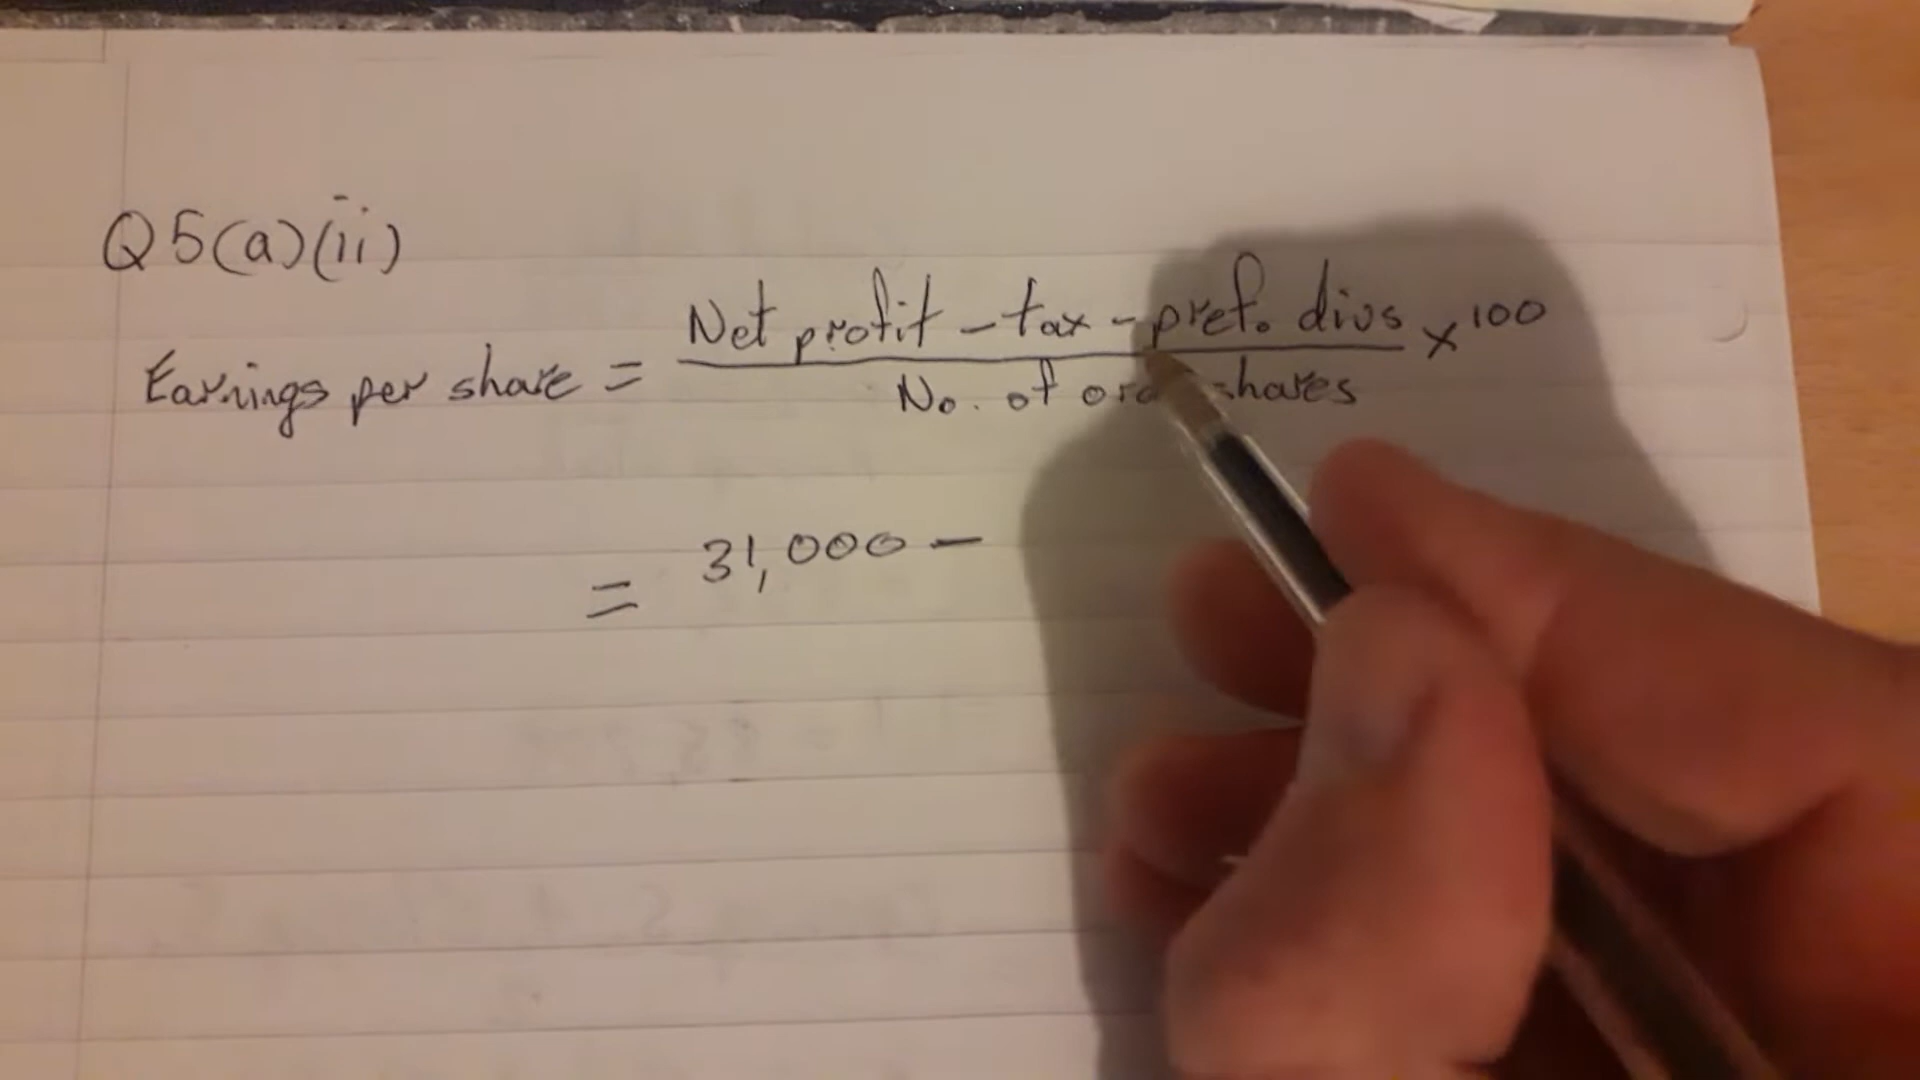 Q5(a)(ii)
Net profit - tax - pref. divs × 100
Earnings per share =
No. of shares
= 31,000 -